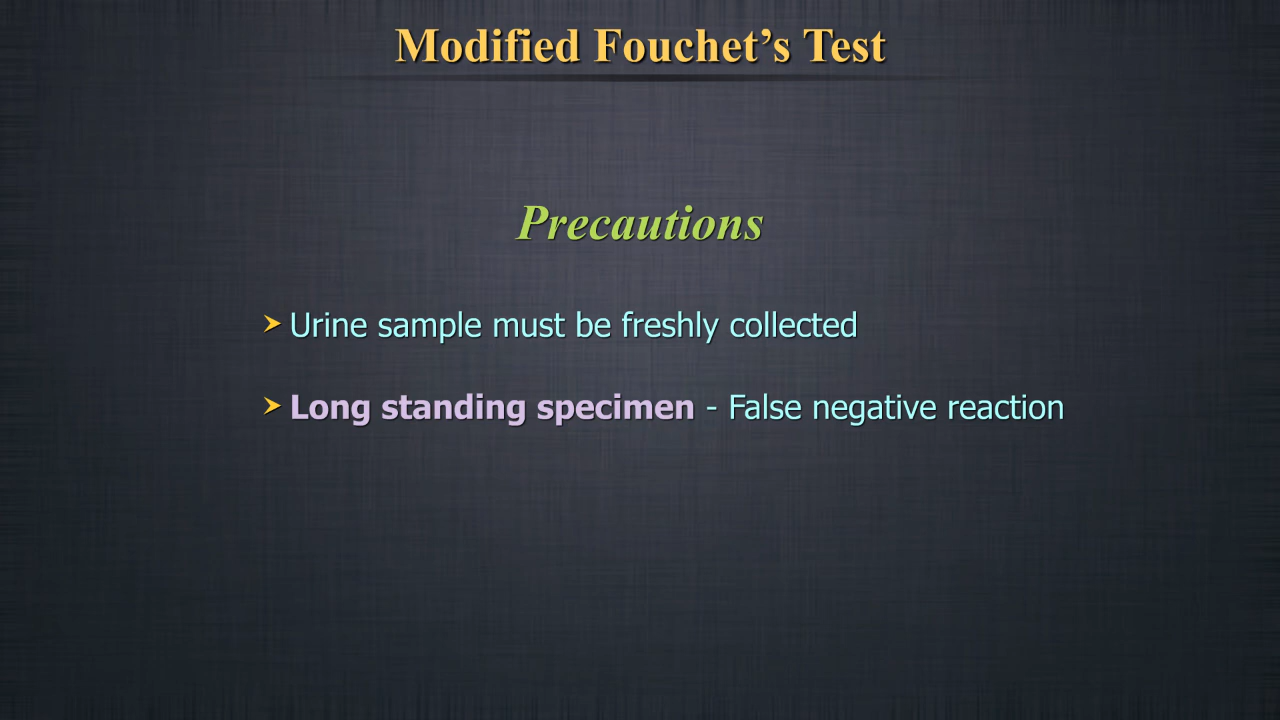 Modified Fouchet’s Test
Precautions
➤ Urine sample must be freshly collected
➤ Long standing specimen - False negative reaction